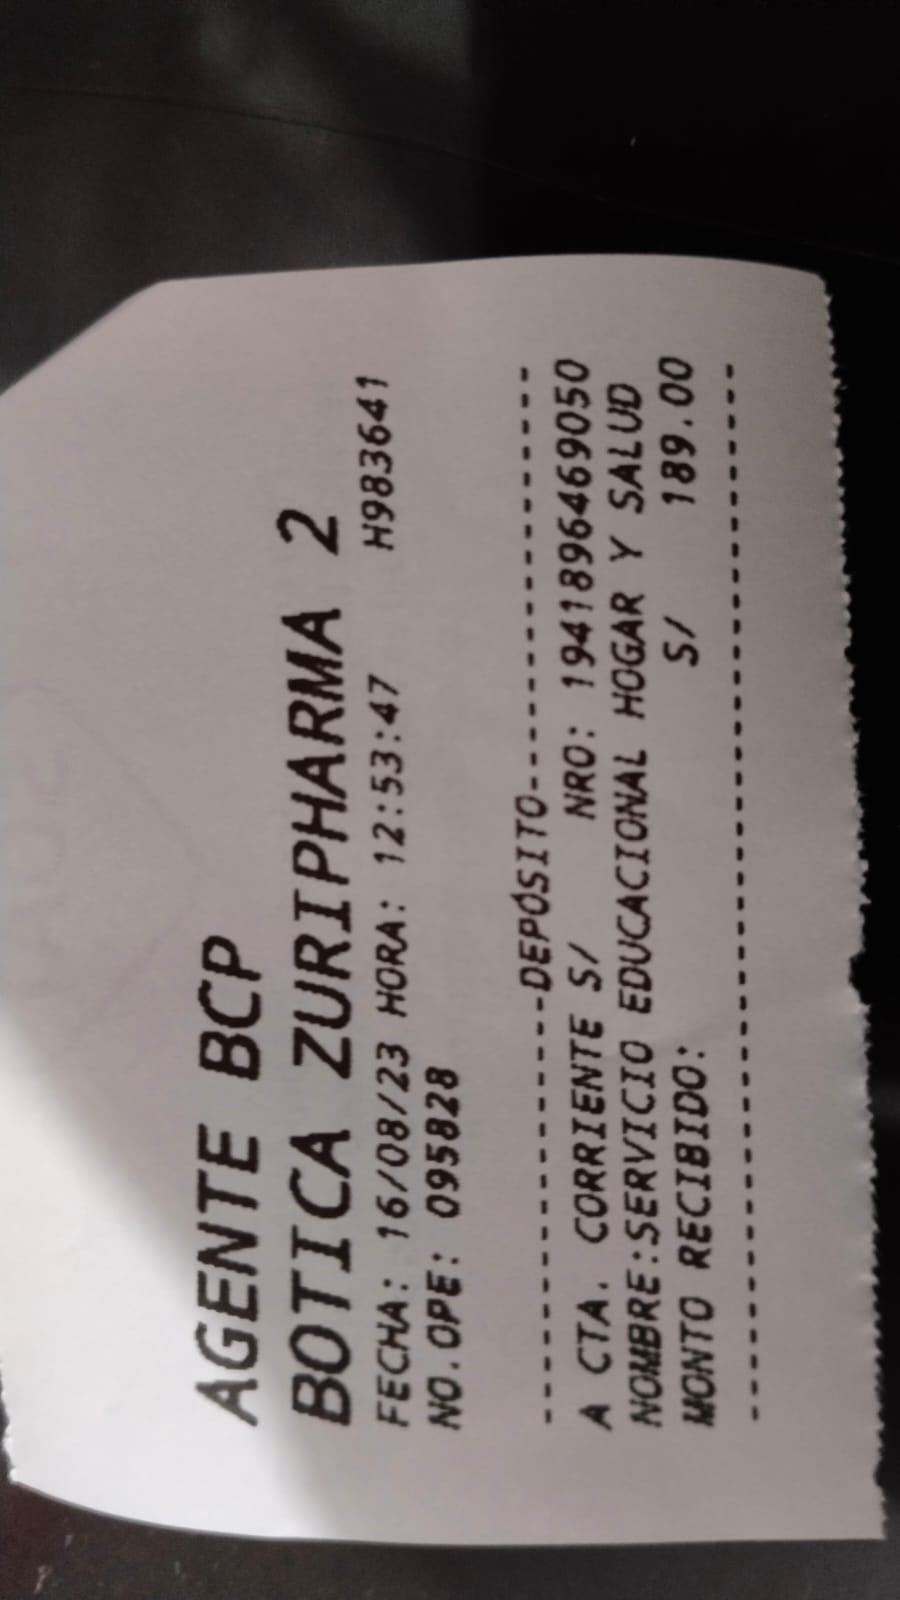 AGENTE BCP
BOTICA ZURIPHARMA 2
FECHA: 16/08/23 HORA: 12:53:47 H983641
NO.OPE: 095828
--------------DEPÓSITO--------------
A CTA. CORRIENTE S/ NRO: 1941896469050
NOMBRE:SERVICIO EDUCACIONAL HOGAR Y SALUD
MONTO RECIBIDO: S/ 189.00
------------------------------------